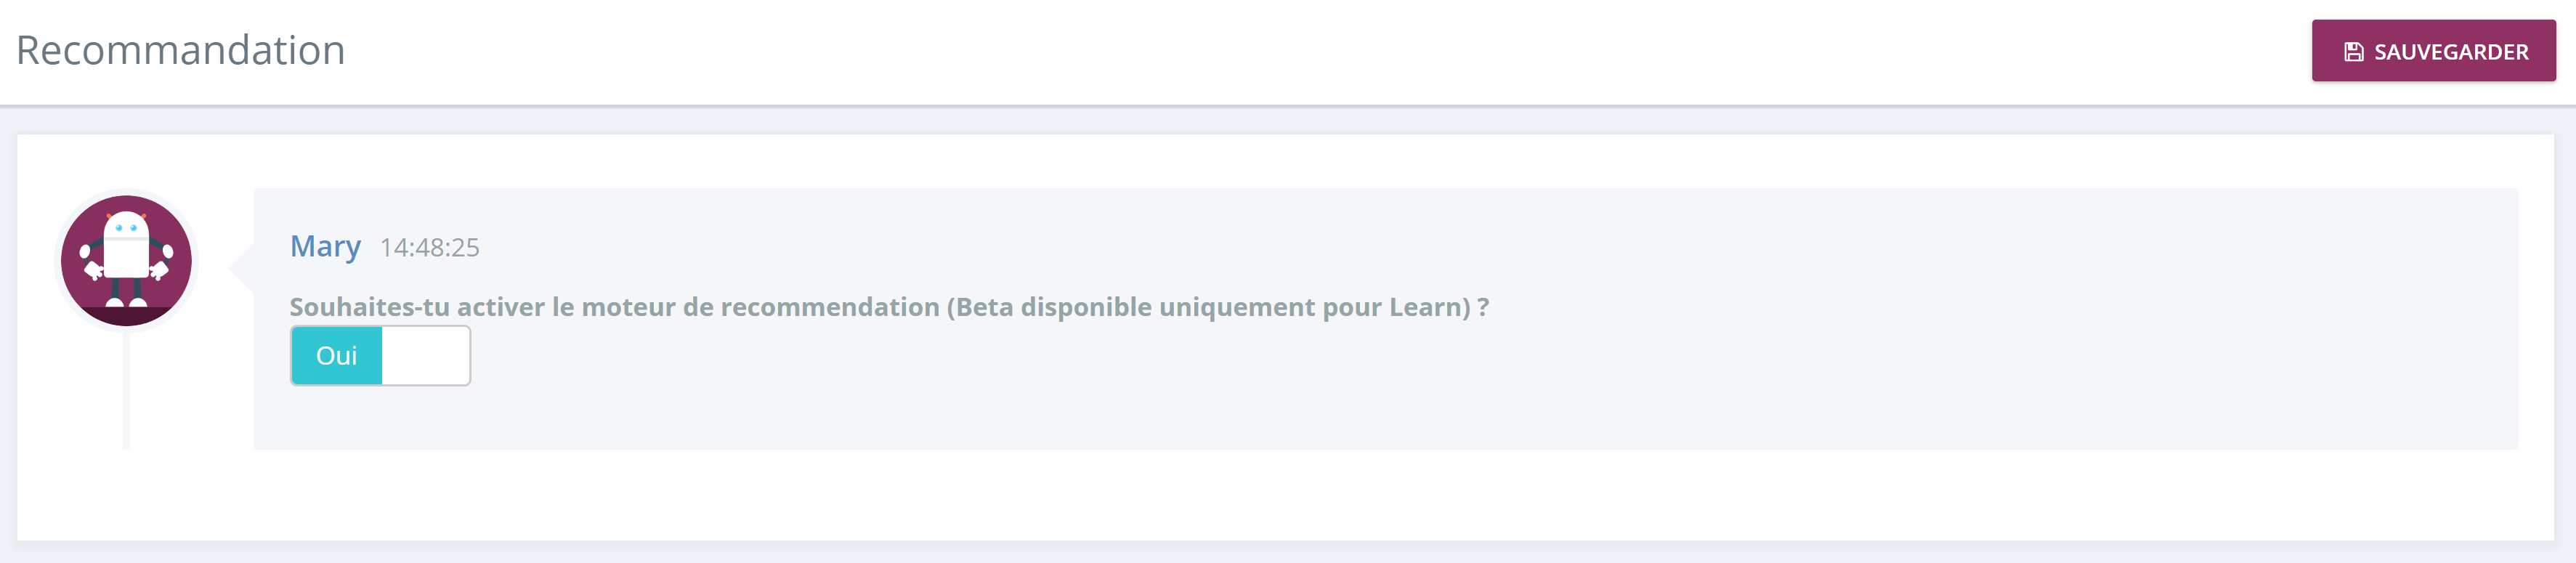 Recommandation
SAUVEGARDER
Mary 14:48:25
Souhaites-tu activer le moteur de recommendation (Beta disponible uniquement pour Learn) ?
Oui